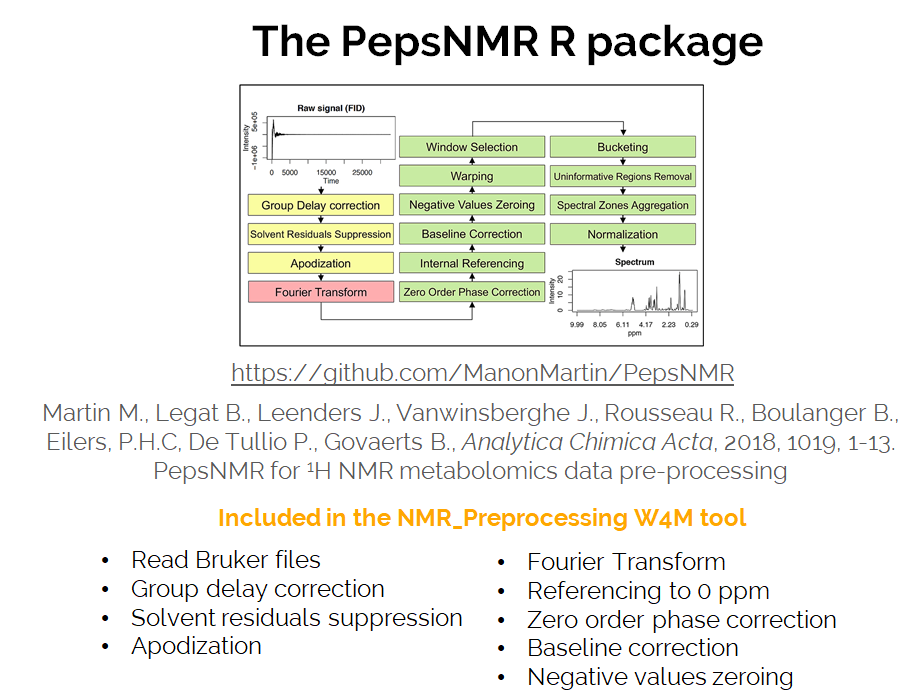 The PepsNMR R package
Raw signal (FID)
Intensity
−1e+06 5e+05
0 5000 15000 25000
Time
Group Delay correction
Solvent Residuals Suppression
Apodization
Fourier Transform
Window Selection
Warping
Negative Values Zeroing
Baseline Correction
Internal Referencing
Zero Order Phase Correction
Bucketing
Uninformative Regions Removal
Spectral Zones Aggregation
Normalization
Spectrum
Intensity
0 10 20
9.99 8.05 6.11 4.17 2.23 0.29
ppm
https://github.com/ManonMartin/PepsNMR
Martin M., Legat B., Leenders J., Vanwinsberghe J., Rousseau R., Boulanger B.,
Eilers, P.H.C, De Tullio P., Govaerts B., Analytica Chimica Acta, 2018, 1019, 1-13.
PepsNMR for ¹H NMR metabolomics data pre-processing
Included in the NMR_Preprocessing W4M tool
• Read Bruker files
• Group delay correction
• Solvent residuals suppression
• Apodization
• Fourier Transform
• Referencing to 0 ppm
• Zero order phase correction
• Baseline correction
• Negative values zeroing